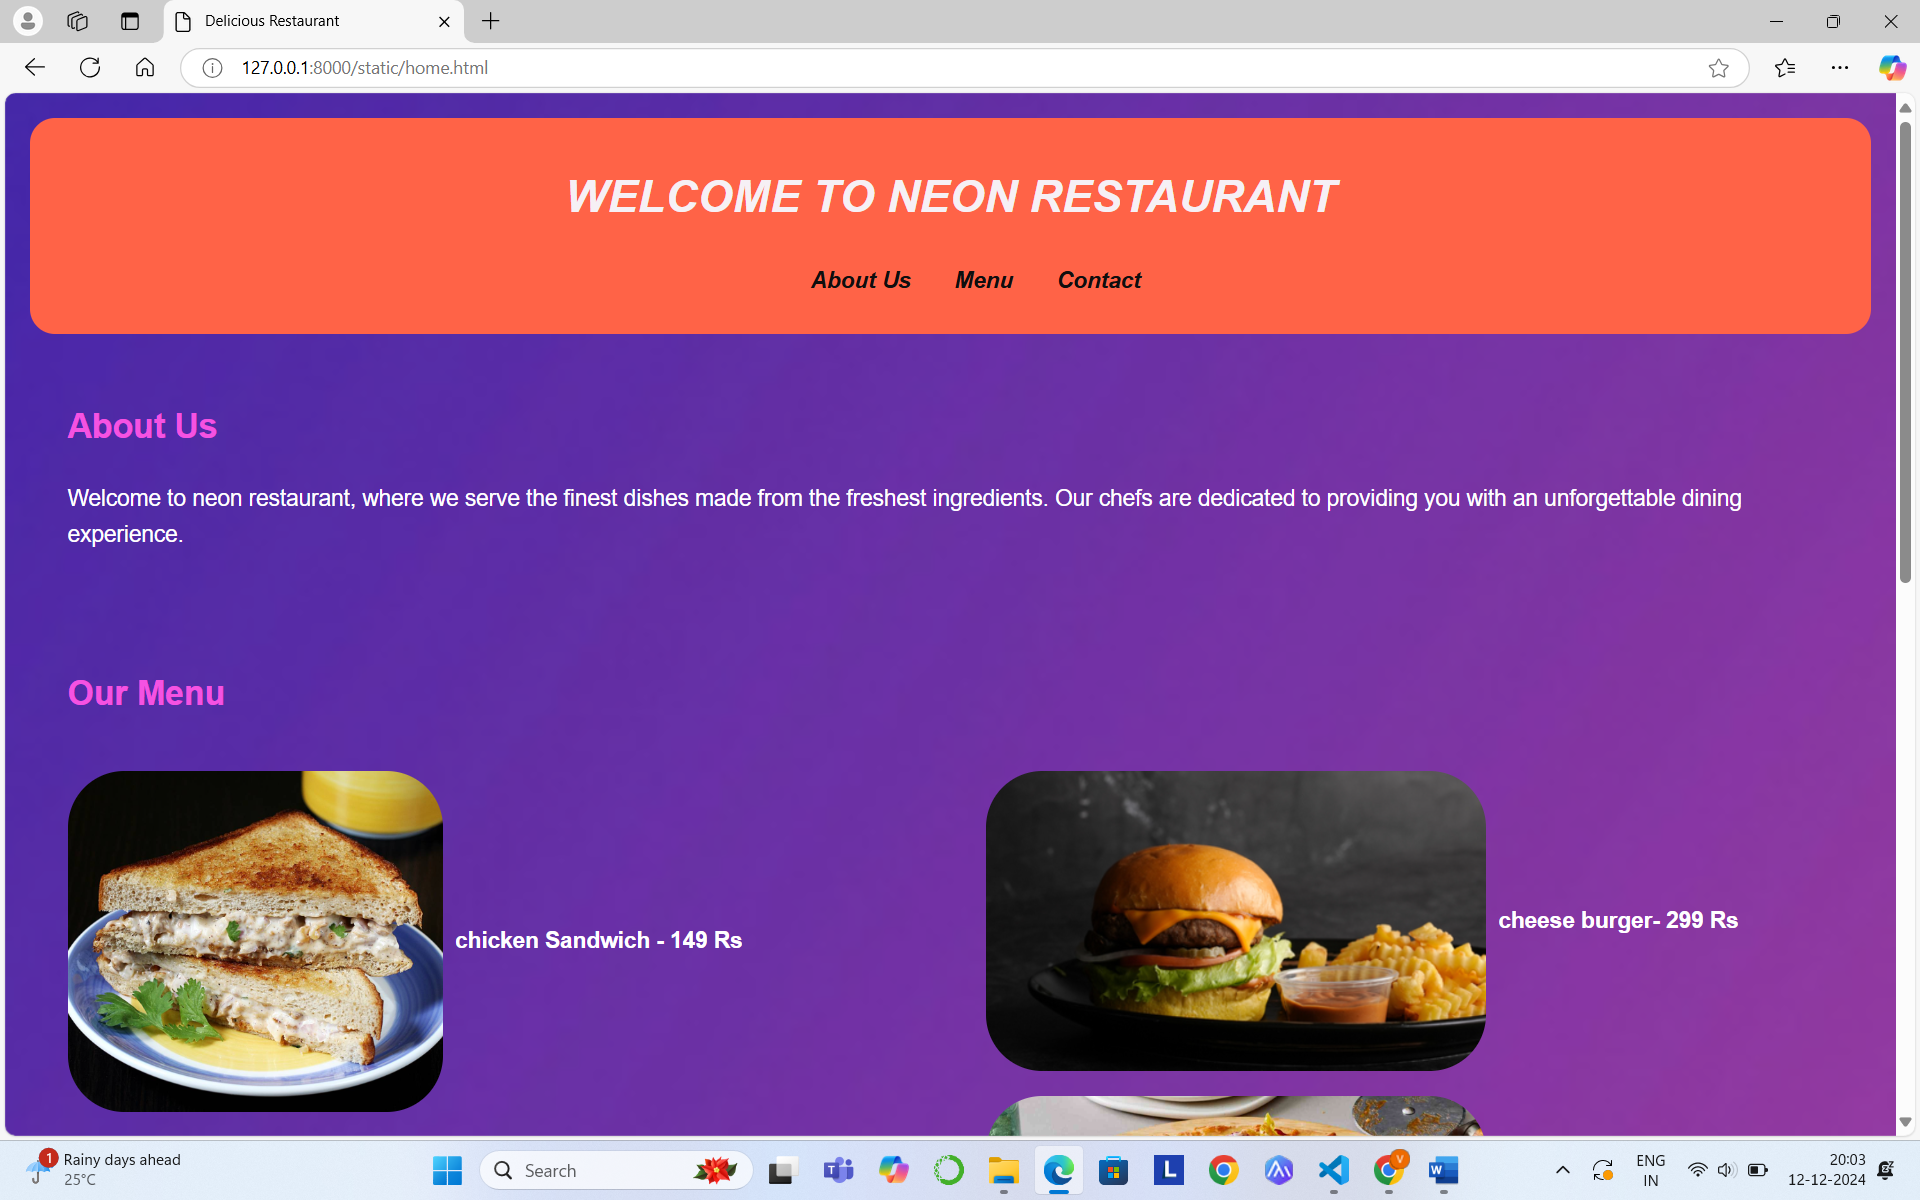 Delicious Restaurant
127.0.0.1:8000/static/home.html
WELCOME TO NEON RESTAURANT
About Us Menu Contact
About Us
Welcome to neon restaurant, where we serve the finest dishes made from the freshest ingredients. Our chefs are dedicated to providing you with an unforgettable dining
experience.
Our Menu
chicken Sandwich - 149 Rs
cheese burger- 299 Rs
1
Rainy days ahead
25°C
Search
T
L
V
W
ENG
IN
20:03
12-12-2024